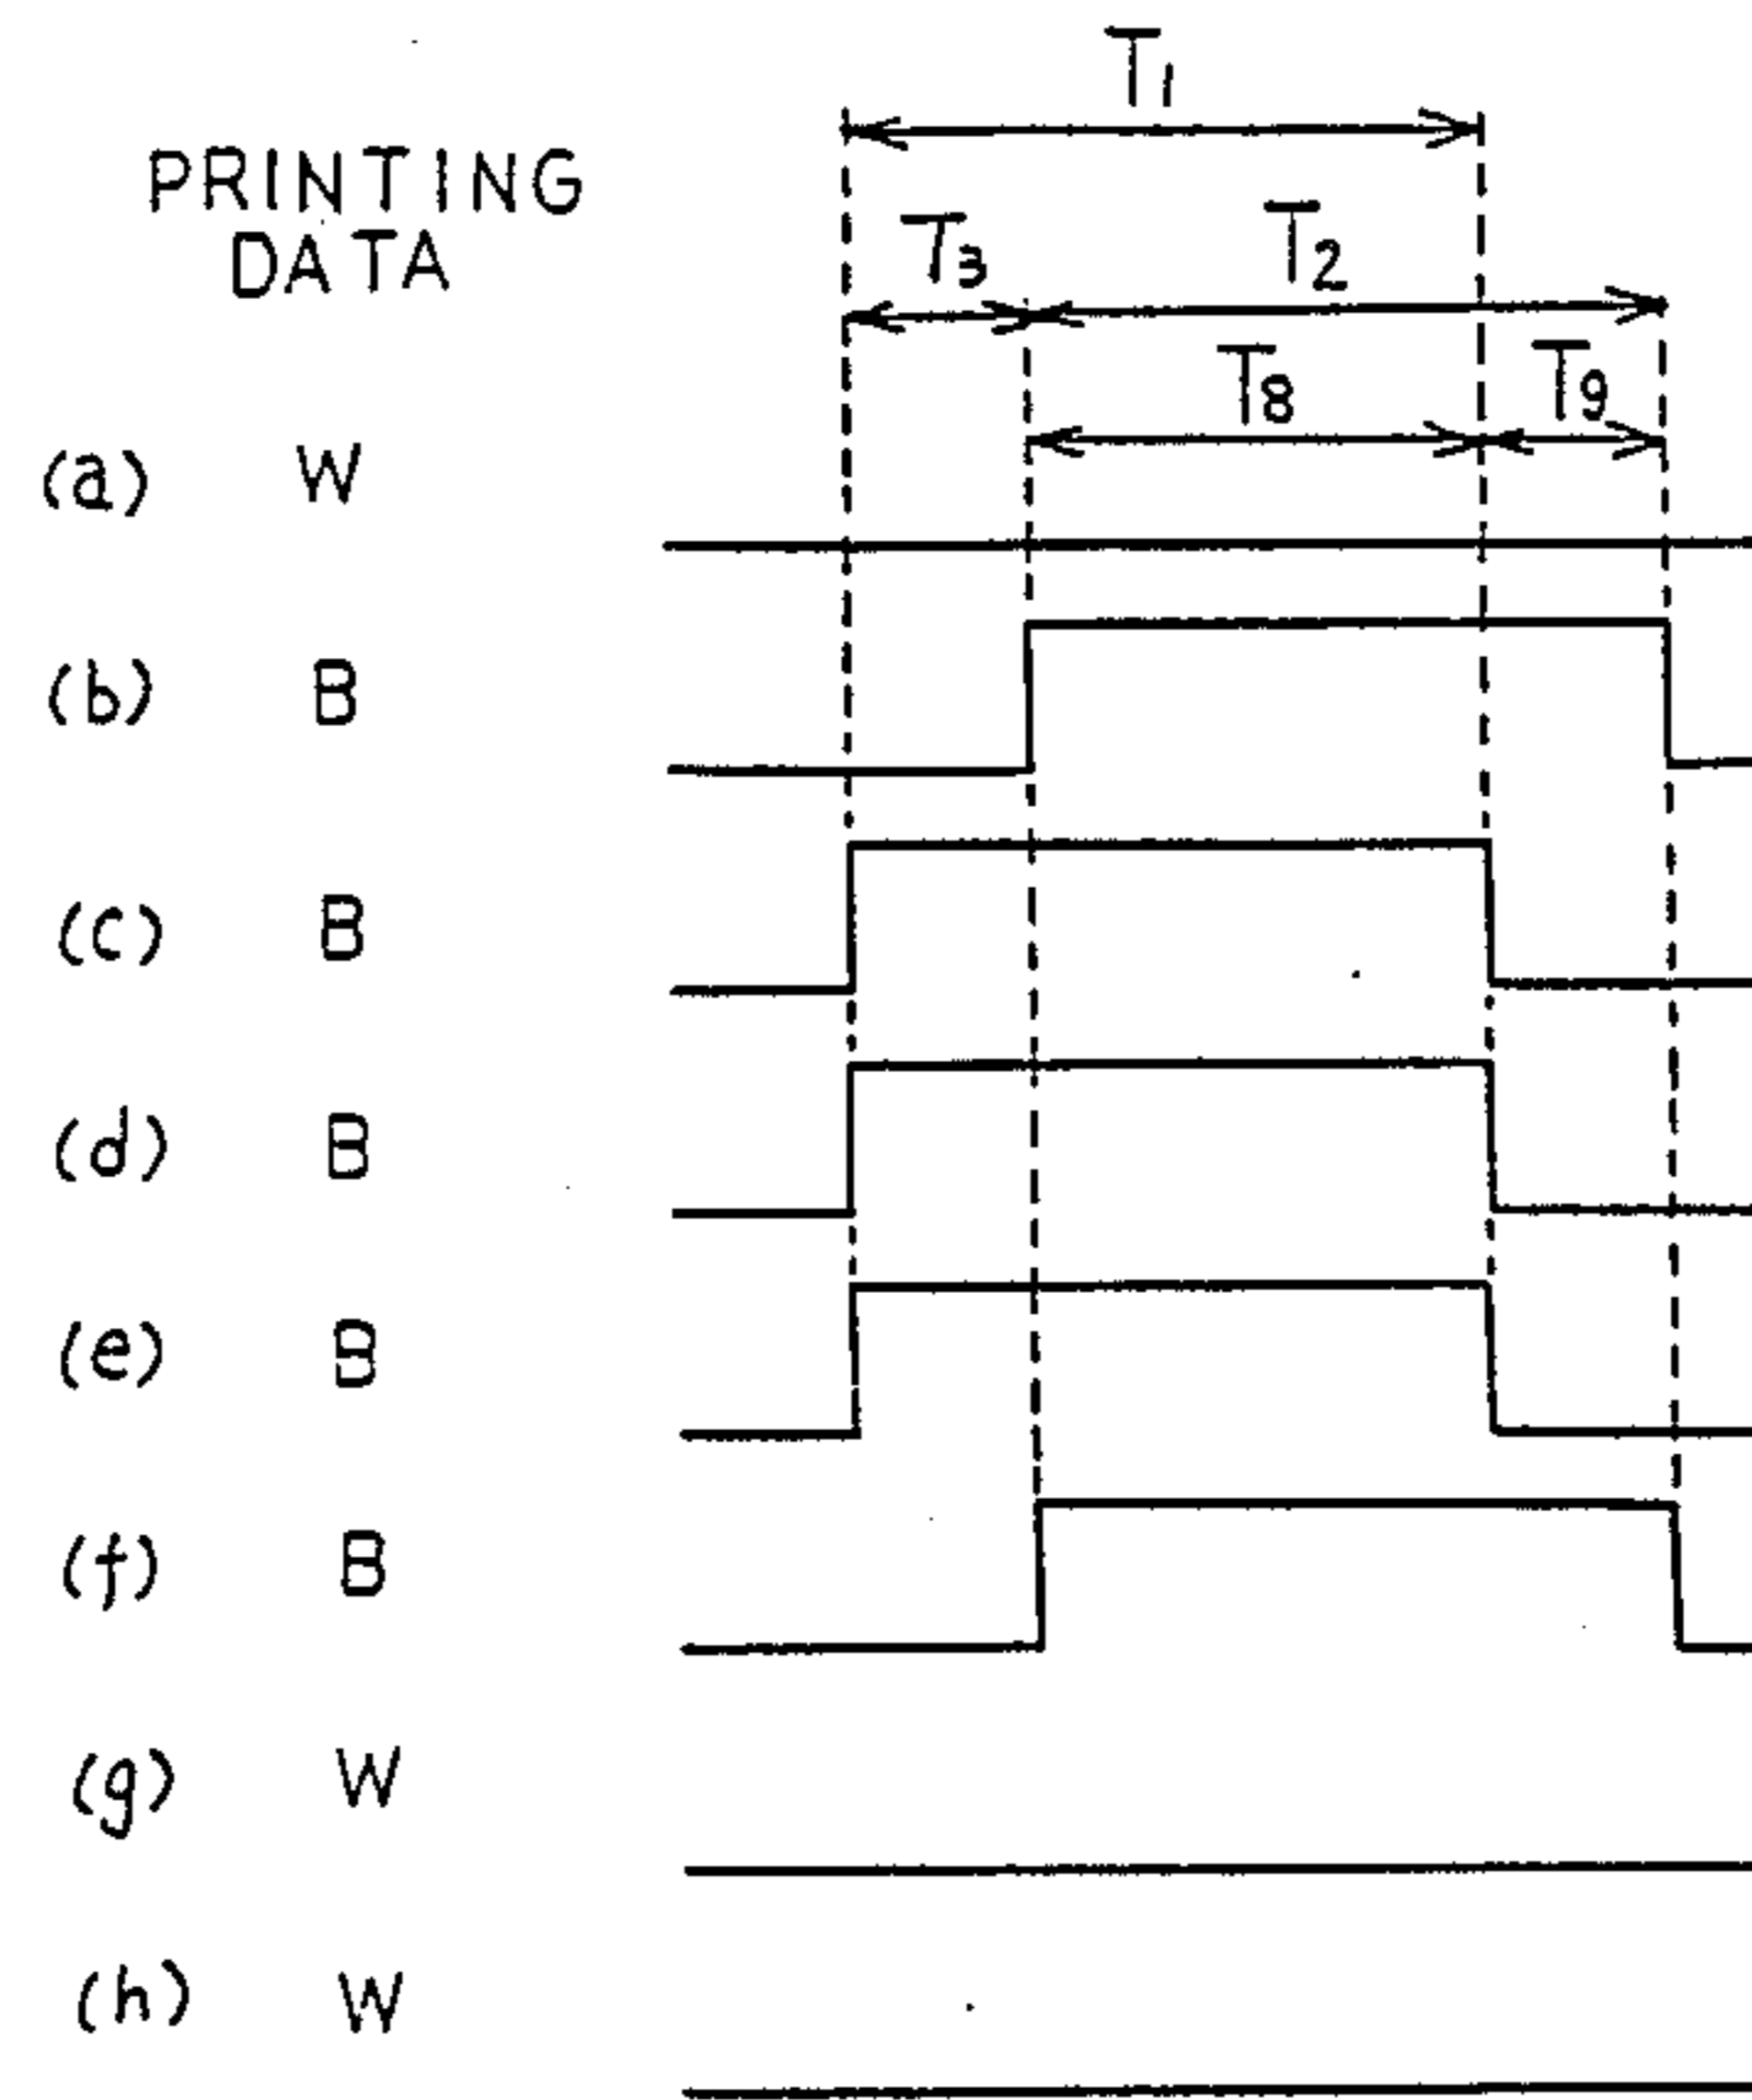 T1
PRINTING
DATA
T3 T2
T8 T9
(a) W
(b) B
(c) B
(d) B
(e) B
(f) B
(g) W
(h) W